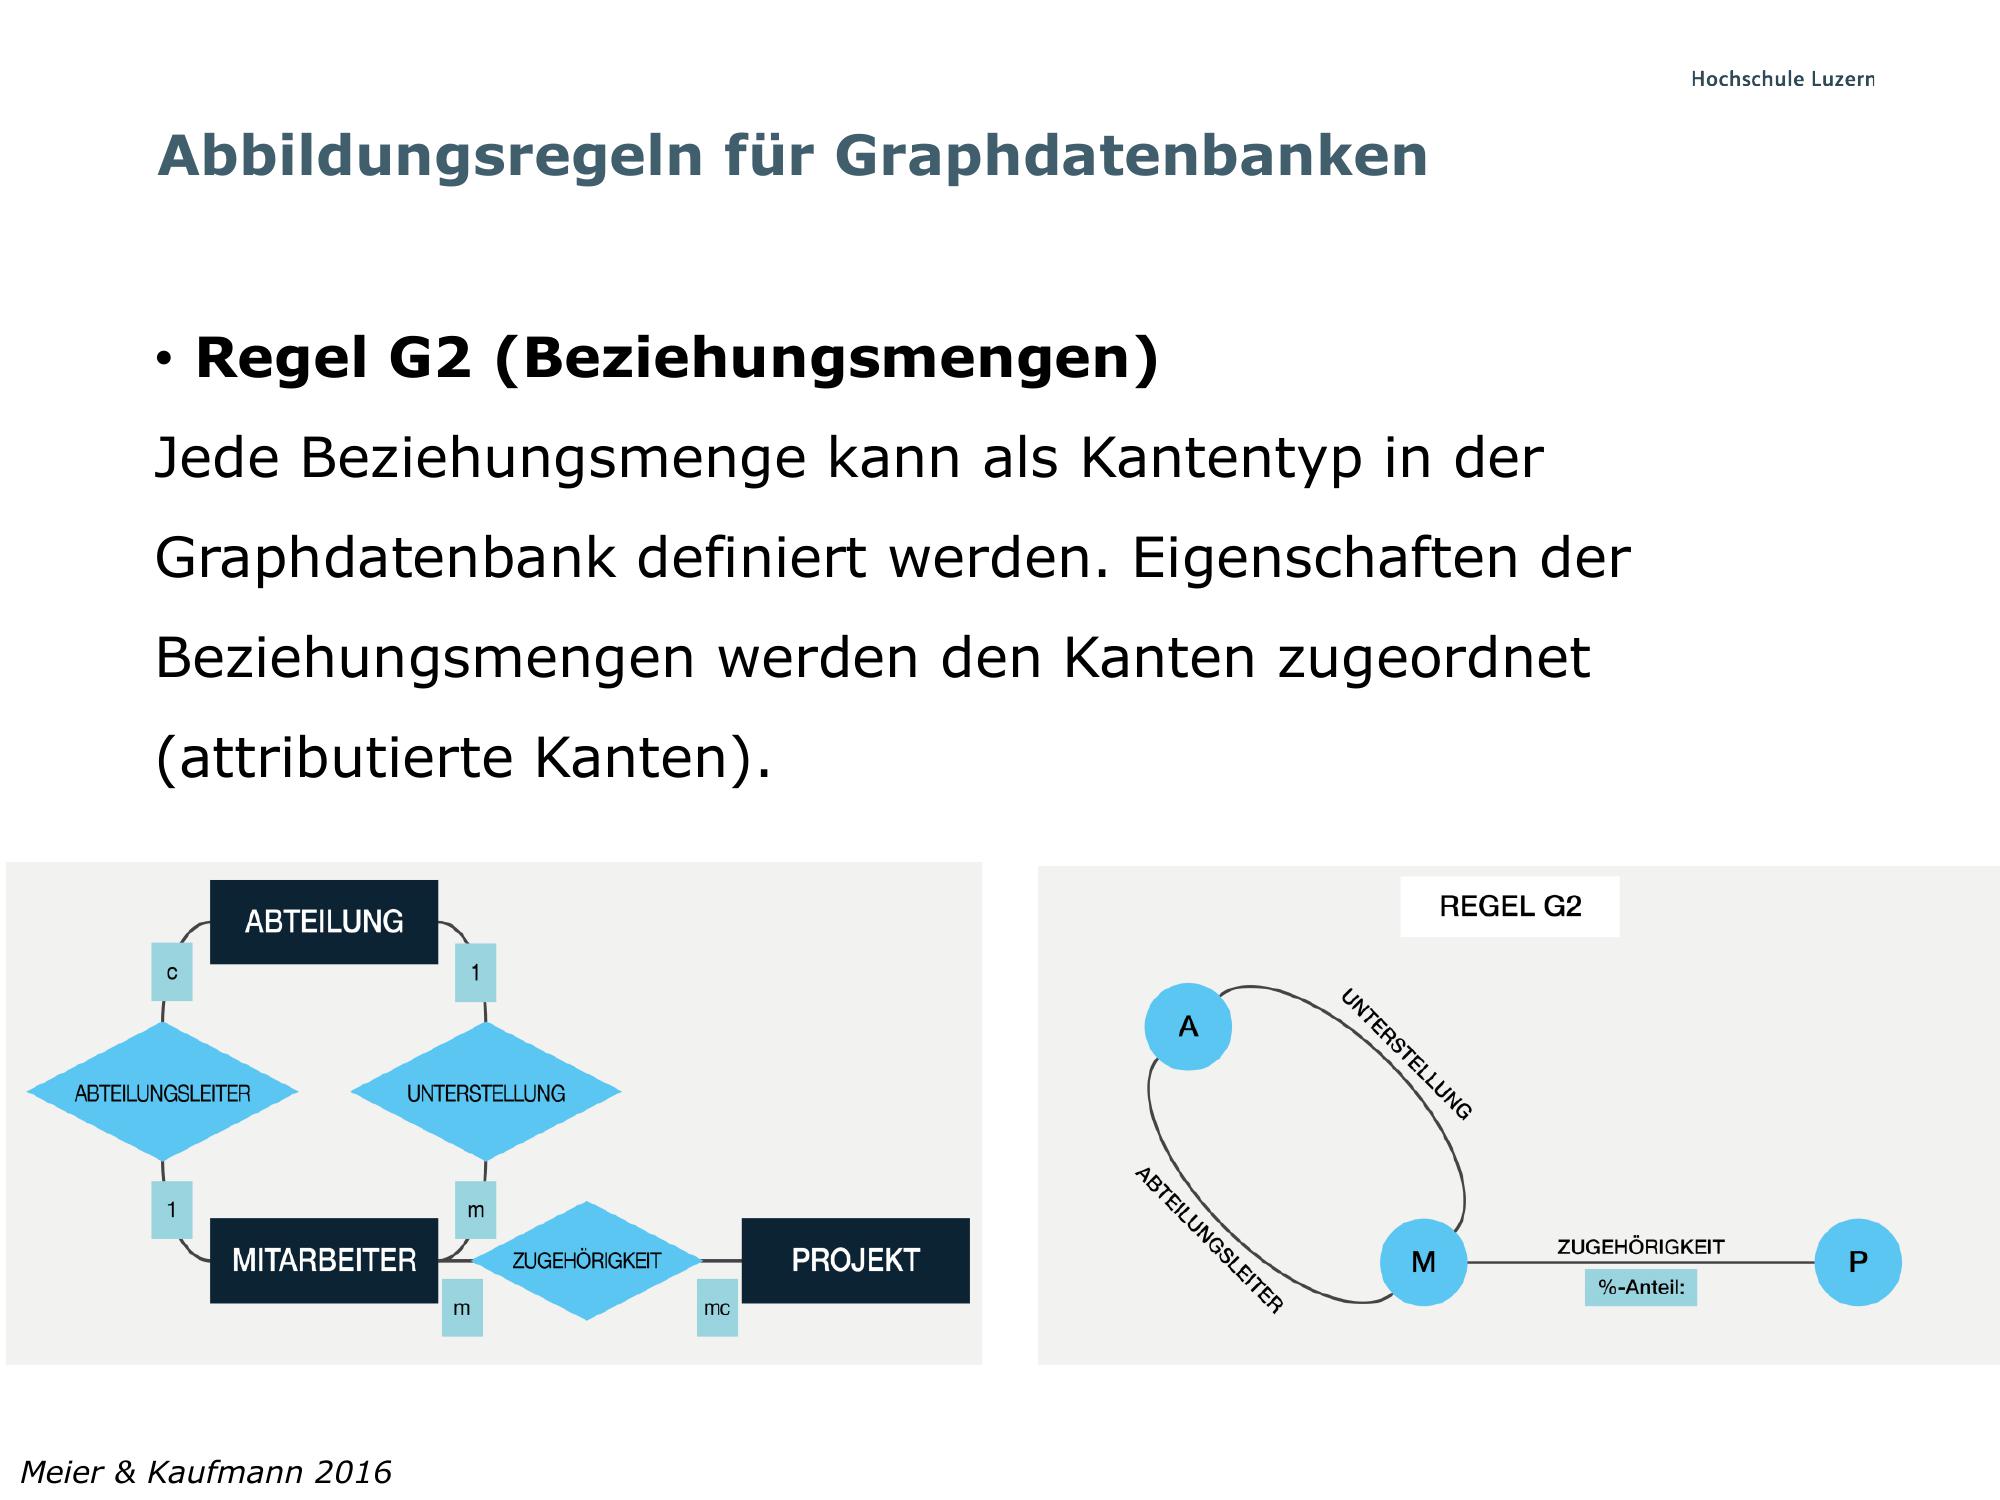 Hochschule Luzern
Abbildungsregeln für Graphdatenbanken
• Regel G2 (Beziehungsmengen)
Jede Beziehungsmenge kann als Kantentyp in der
Graphdatenbank definiert werden. Eigenschaften der
Beziehungsmengen werden den Kanten zugeordnet
(attributierte Kanten).
ABTEILUNG
c
1
ABTEILUNGSLEITER
UNTERSTELLUNG
1
m
MITARBEITER
ZUGEHÖRIGKEIT
PROJEKT
m
mc
REGEL G2
A
UNTERSTELLUNG
ABTEILUNGSLEITER
M
ZUGEHÖRIGKEIT
%-Anteil:
P
Meier & Kaufmann 2016